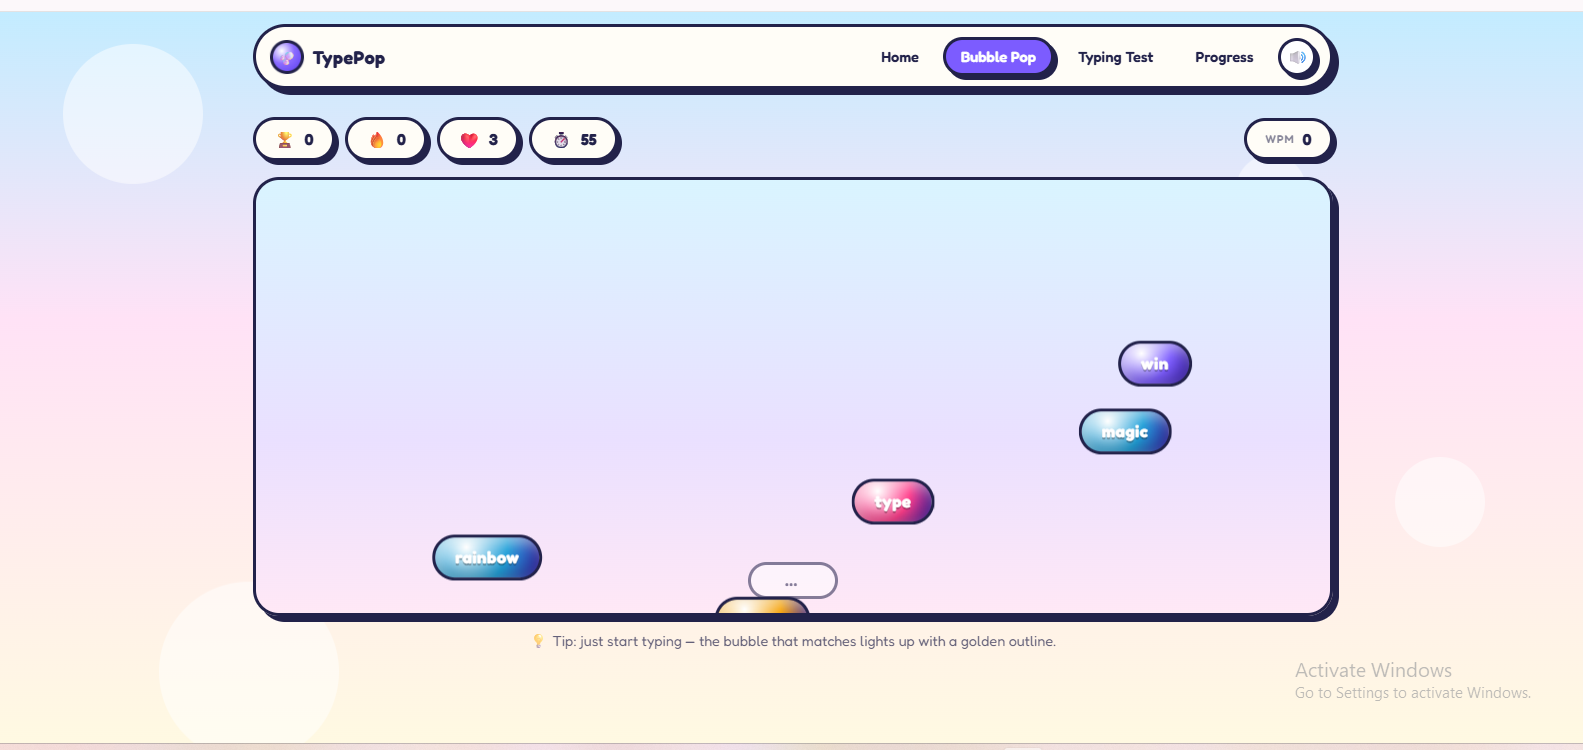 TypePop
Home
Bubble Pop
Typing Test
Progress
0
0
3
55
WPM 0
win
magic
type
rainbow
...
Tip: just start typing — the bubble that matches lights up with a golden outline.
Activate Windows
Go to Settings to activate Windows.